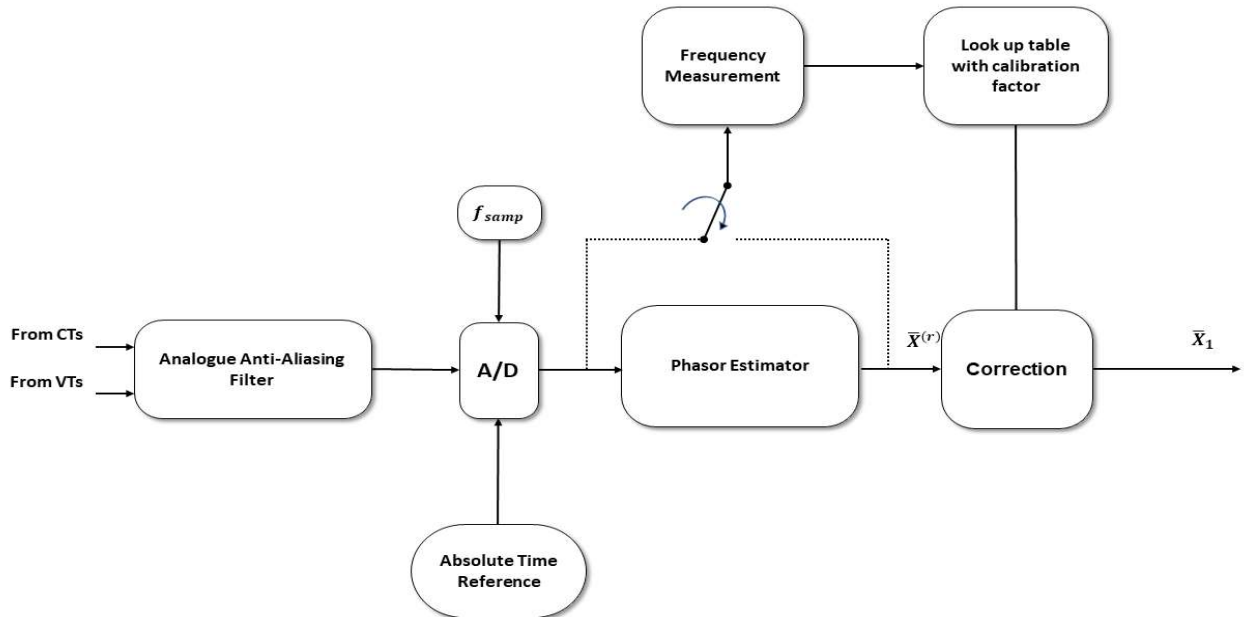 Frequency
Measurement
Look up table
with calibration
factor
f_samp
From CTs
From VTs
Analogue Anti-Aliasing
Filter
A/D
Phasor Estimator
X̅^(r)
Correction
X̅_1
Absolute Time
Reference